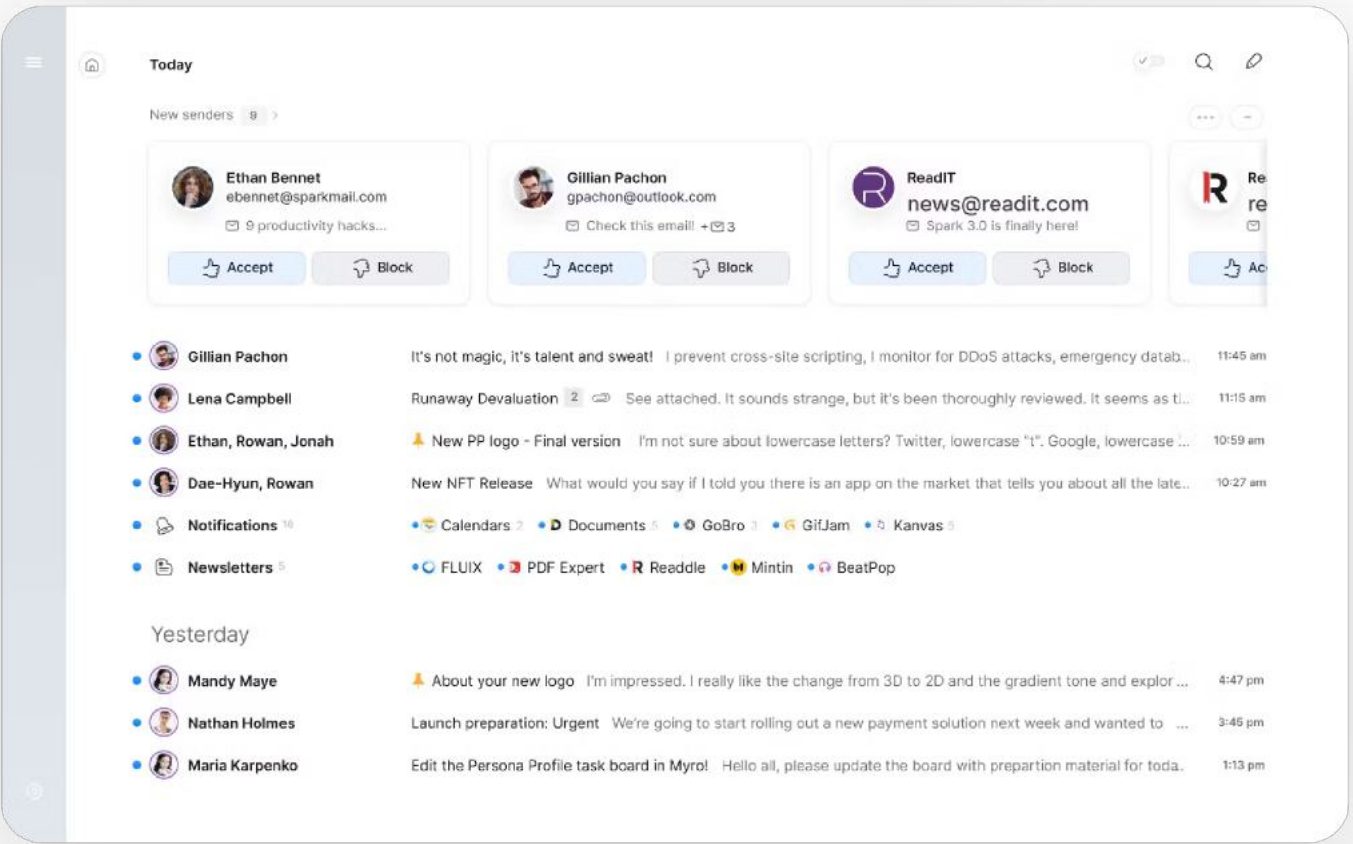 Today
New senders 9 >
Ethan Bennet
ebennet@sparkmail.com
9 productivity hacks...
Accept Block
Gillian Pachon
gpachon@outlook.com
Check this email! + 3
Accept Block
ReadIT
news@readit.com
Spark 3.0 is finally here!
Accept Block
Re
re
Ac
Gillian Pachon It's not magic, it's talent and sweat! I prevent cross-site scripting, I monitor for DDoS attacks, emergency datab... 11:45 am
Lena Campbell Runaway Devaluation 2 See attached. It sounds strange, but it's been thoroughly reviewed. It seems as ti... 11:15 am
Ethan, Rowan, Jonah New PP logo - Final version I'm not sure about lowercase letters? Twitter, lowercase "t". Google, lowercase '... 10:59 am
Dae-Hyun, Rowan New NFT Release What would you say if I told you there is an app on the market that tells you about all the late... 10:27 am
Notifications Calendars 2 Documents 5 GoBro 3 GifJam Kanvas 5
Newsletters 5 FLUIX PDF Expert Readdle Mintin BeatPop
Yesterday
Mandy Maye About your new logo I'm impressed. I really like the change from 3D to 2D and the gradient tone and explor ... 4:47 pm
Nathan Holmes Launch preparation: Urgent We're going to start rolling out a new payment solution next week and wanted to ... 3:45 pm
Maria Karpenko Edit the Persona Profile task board in Myro! Hello all, please update the board with prepartion material for toda.. 1:13 pm